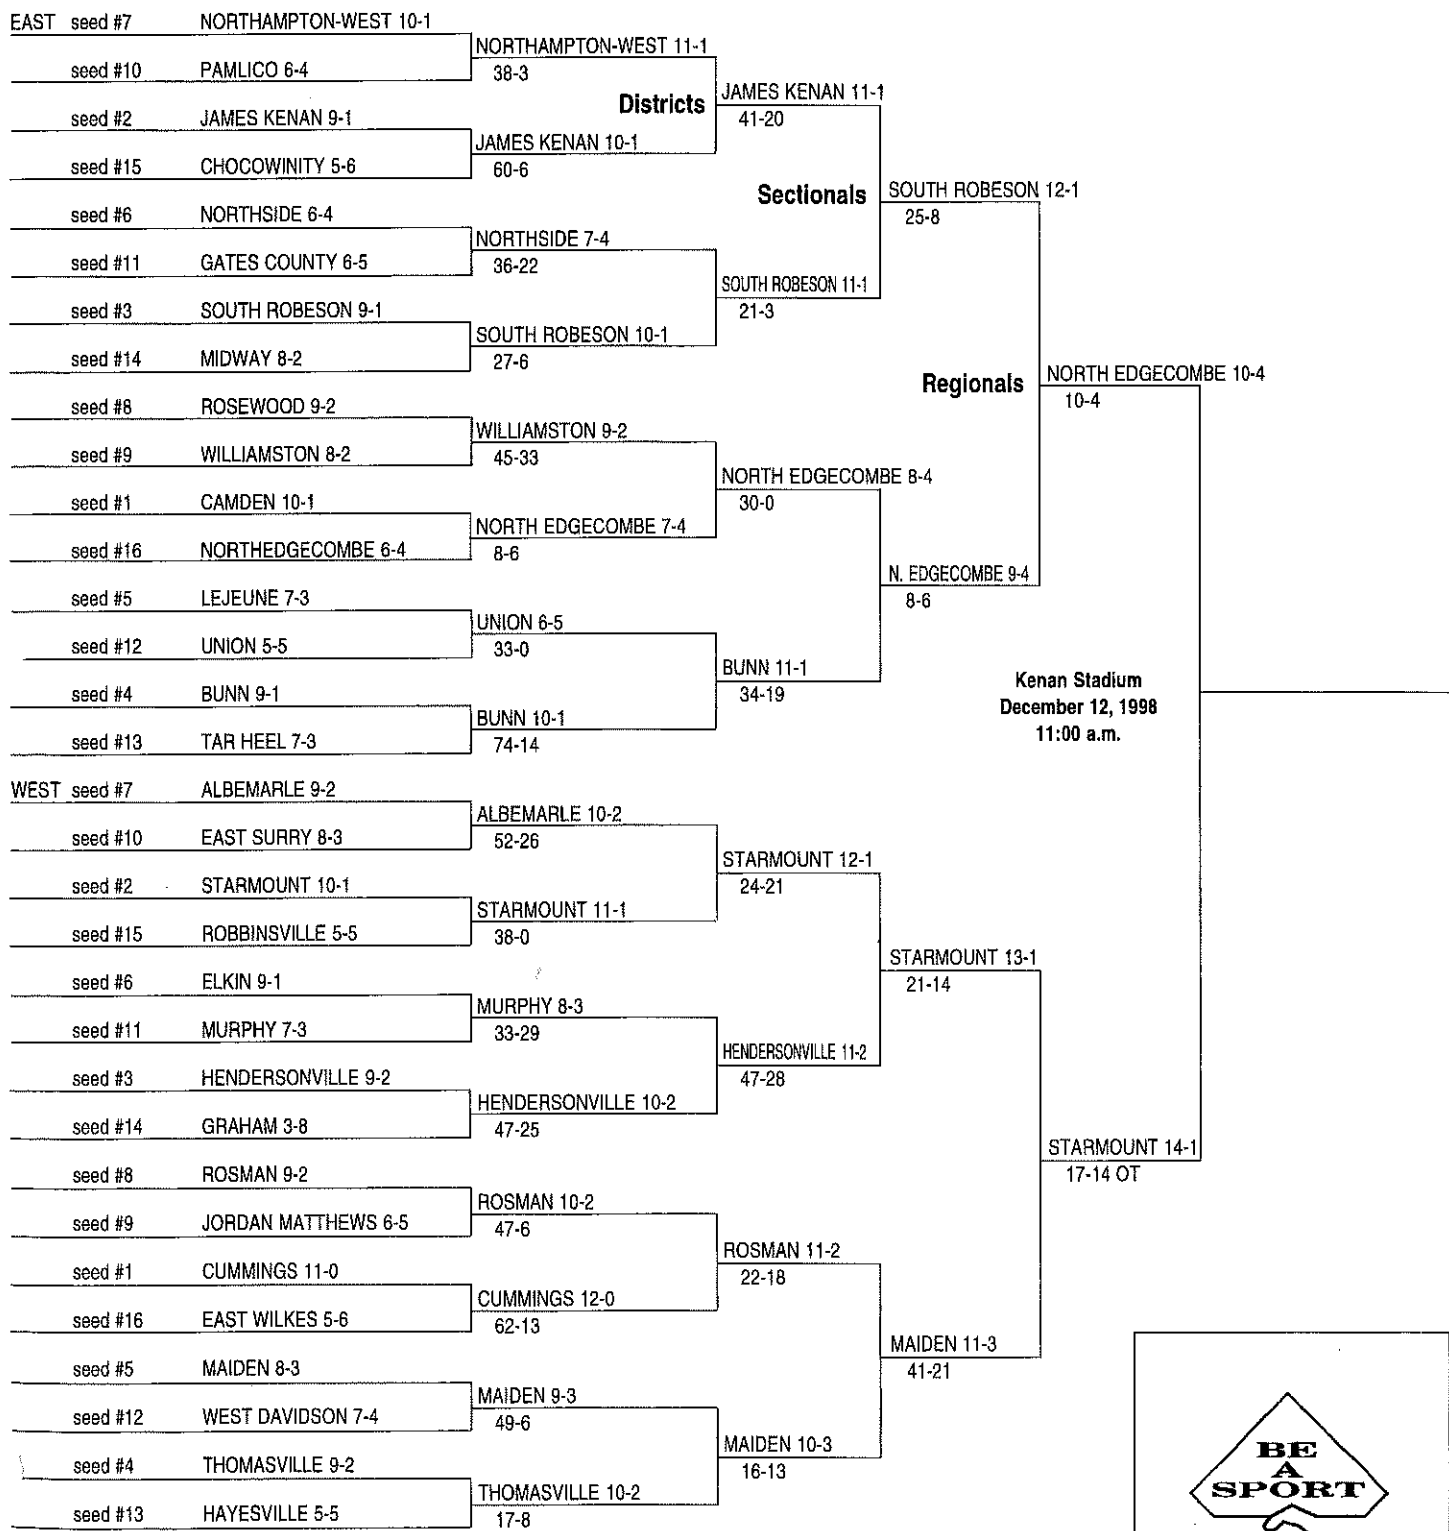 EAST seed #7 NORTHAMPTON-WEST 10-1
NORTHAMPTON-WEST 11-1
seed #10 PAMLICO 6-4
38-3
Districts
JAMES KENAN 11-1
41-20
seed #2 JAMES KENAN 9-1
JAMES KENAN 10-1
seed #15 CHOCOWINITY 5-6
60-6
Sectionals
SOUTH ROBESON 12-1
25-8
seed #6 NORTHSIDE 6-4
NORTHSIDE 7-4
seed #11 GATES COUNTY 6-5
36-22
SOUTH ROBESON 11-1
21-3
seed #3 SOUTH ROBESON 9-1
SOUTH ROBESON 10-1
seed #14 MIDWAY 8-2
27-6
Regionals
NORTH EDGECOMBE 10-4
10-4
seed #8 ROSEWOOD 9-2
WILLIAMSTON 9-2
seed #9 WILLIAMSTON 8-2
45-33
NORTH EDGECOMBE 8-4
30-0
seed #1 CAMDEN 10-1
NORTH EDGECOMBE 7-4
seed #16 NORTHEDGECOMBE 6-4
8-6
N. EDGECOMBE 9-4
8-6
seed #5 LEJEUNE 7-3
UNION 6-5
seed #12 UNION 5-5
33-0
BUNN 11-1
34-19
seed #4 BUNN 9-1
BUNN 10-1
seed #13 TAR HEEL 7-3
74-14
Kenan Stadium
December 12, 1998
11:00 a.m.
WEST seed #7 ALBEMARLE 9-2
ALBEMARLE 10-2
seed #10 EAST SURRY 8-3
52-26
STARMOUNT 12-1
24-21
seed #2 STARMOUNT 10-1
STARMOUNT 11-1
seed #15 ROBBINSVILLE 5-5
38-0
STARMOUNT 13-1
21-14
seed #6 ELKIN 9-1
MURPHY 8-3
seed #11 MURPHY 7-3
33-29
HENDERSONVILLE 11-2
47-28
seed #3 HENDERSONVILLE 9-2
HENDERSONVILLE 10-2
seed #14 GRAHAM 3-8
47-25
STARMOUNT 14-1
17-14 OT
seed #8 ROSMAN 9-2
ROSMAN 10-2
seed #9 JORDAN MATTHEWS 6-5
47-6
ROSMAN 11-2
22-18
seed #1 CUMMINGS 11-0
CUMMINGS 12-0
seed #16 EAST WILKES 5-6
62-13
MAIDEN 11-3
41-21
seed #5 MAIDEN 8-3
MAIDEN 9-3
seed #12 WEST DAVIDSON 7-4
49-6
MAIDEN 10-3
16-13
seed #4 THOMASVILLE 9-2
THOMASVILLE 10-2
seed #13 HAYESVILLE 5-5
17-8
BE
A
SPORT